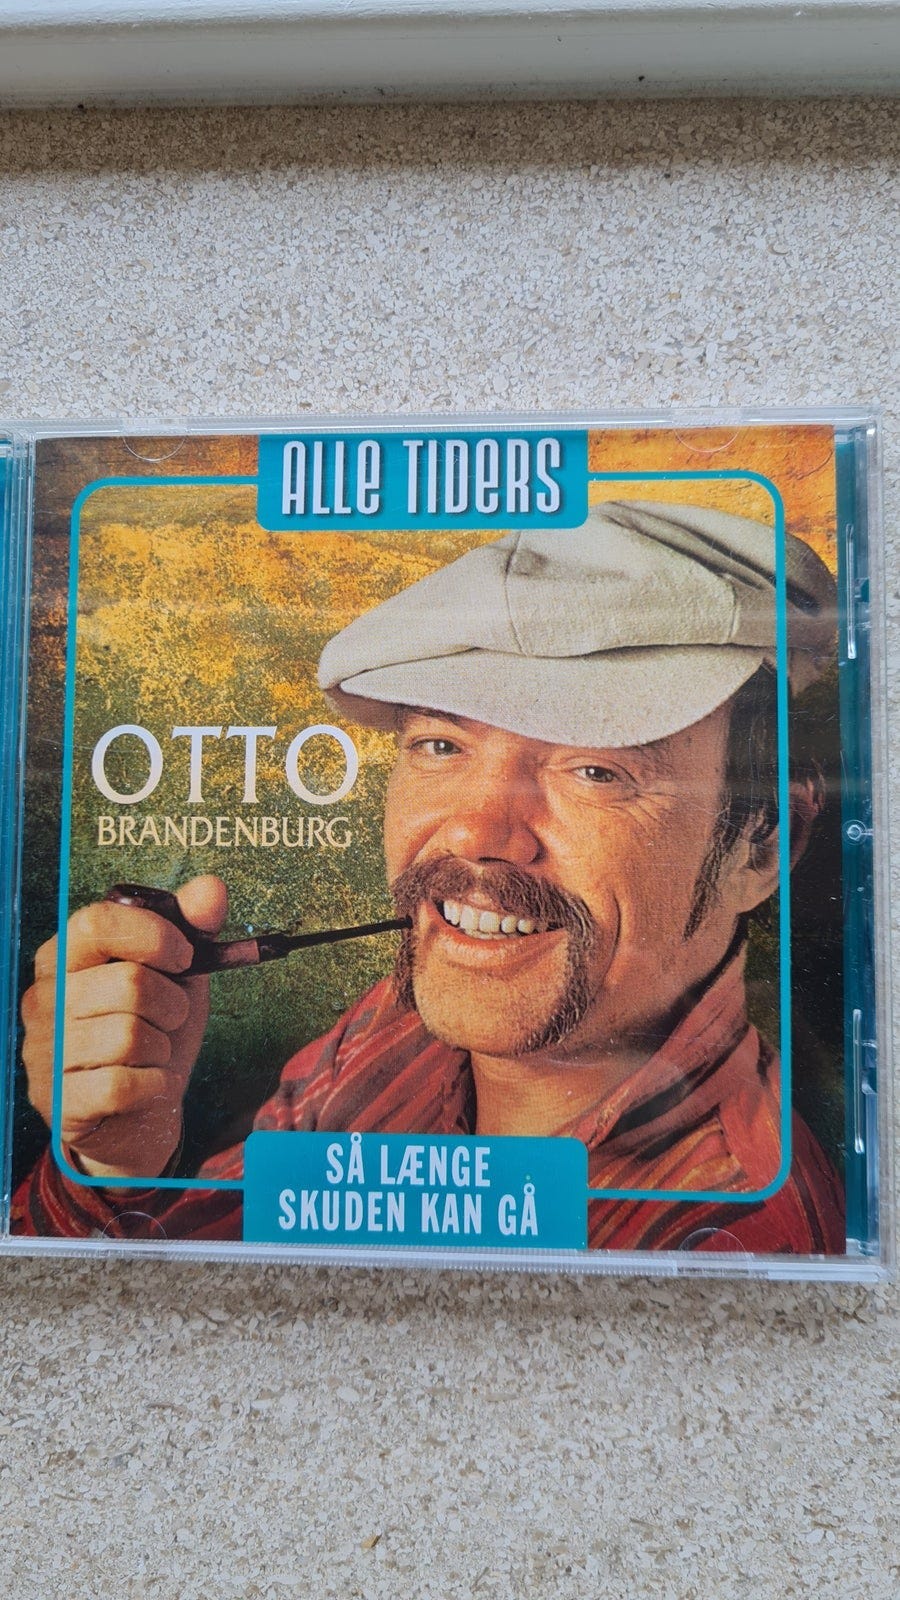 ALLE TIDERS
OTTO
BRANDENBURG
SÅ LÆNGE
SKUDEN KAN GÅ